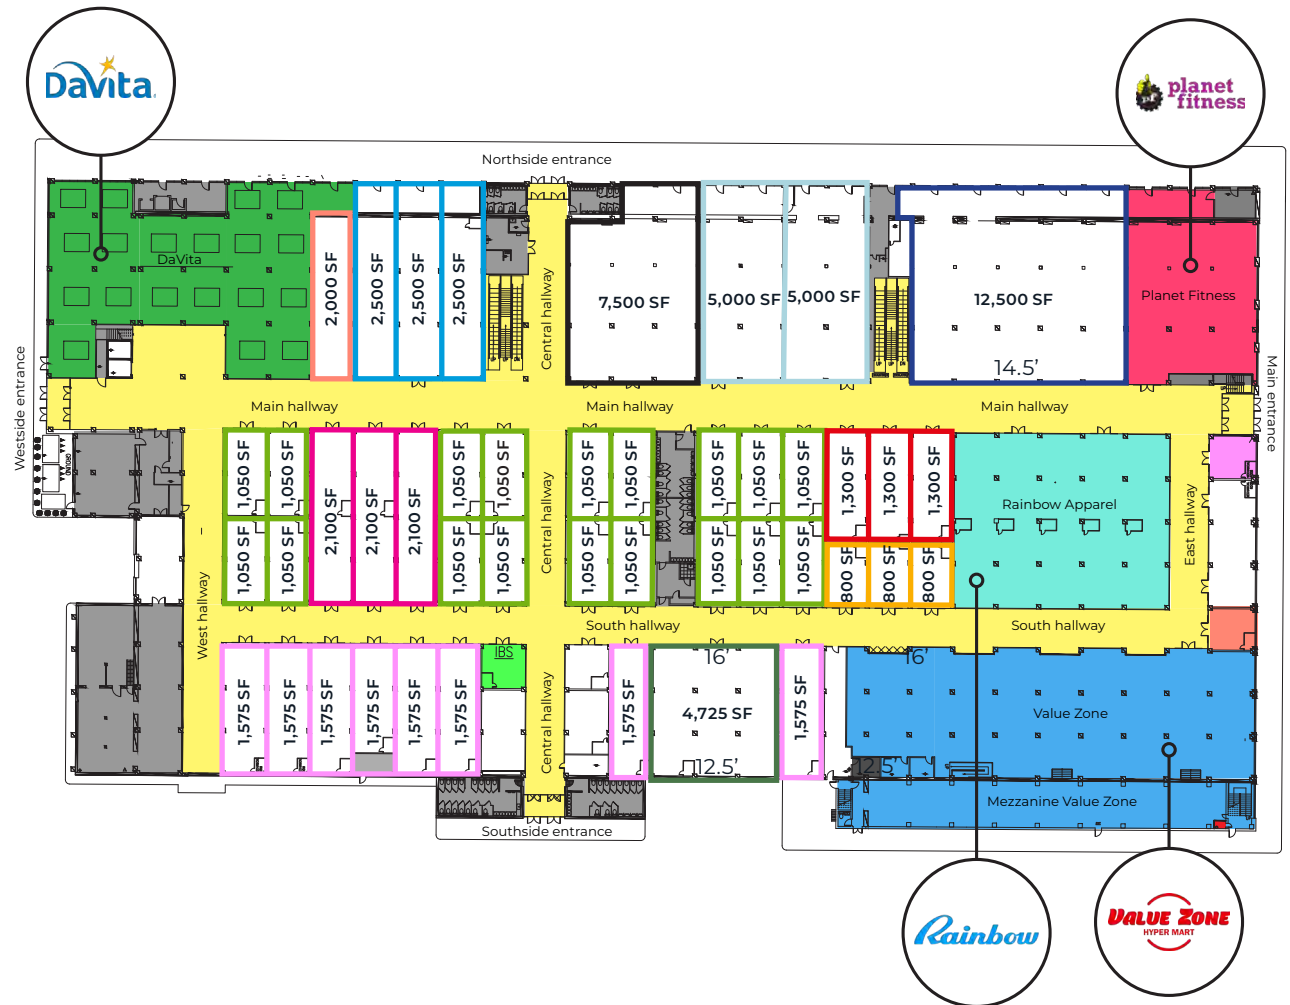 DaVita.
planet
fitness
Northside entrance
DaVita
2,000 SF
2,500 SF
2,500 SF
2,500 SF
Central hallway
7,500 SF
5,000 SF
5,000 SF
12,500 SF
14.5’
Planet Fitness
Westside entrance
Main hallway
Main hallway
Main hallway
Main entrance
GROUND
1,050 SF
1,050 SF
2,100 SF
2,100 SF
2,100 SF
1,050 SF
1,050 SF
Central hallway
1,050 SF
1,050 SF
1,050 SF
1,050 SF
1,050 SF
1,300 SF
1,300 SF
1,300 SF
Rainbow Apparel
East hallway
1,050 SF
1,050 SF
1,050 SF
1,050 SF
1,050 SF
1,050 SF
1,050 SF
1,050 SF
1,050 SF
800 SF
800 SF
800 SF
West hallway
South hallway
South hallway
IBS
16’
16’
1,575 SF
1,575 SF
1,575 SF
1,575 SF
1,575 SF
1,575 SF
Central hallway
1,575 SF
4,725 SF
1,575 SF
Value Zone
12.5’
12.5’
Mezzanine Value Zone
Southside entrance
Rainbow
VALUE ZONE
HYPER MART